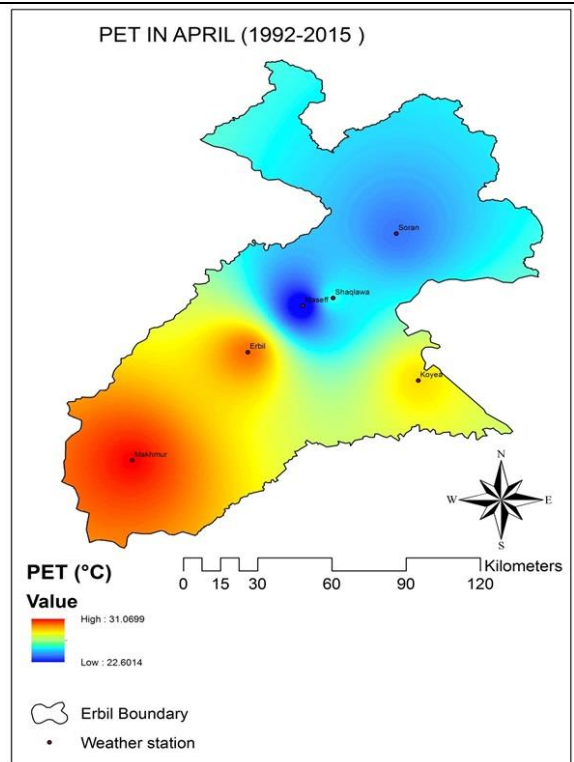 PET IN APRIL (1992-2015 )
Soran
Shaqlawa
Erbil
Koyea
Makhmur
N
W E
S
Kilometers
0 15 30 60 90 120
PET (°C)
Value
High : 31.0699
Low : 22.6014
Erbil Boundary
Weather station